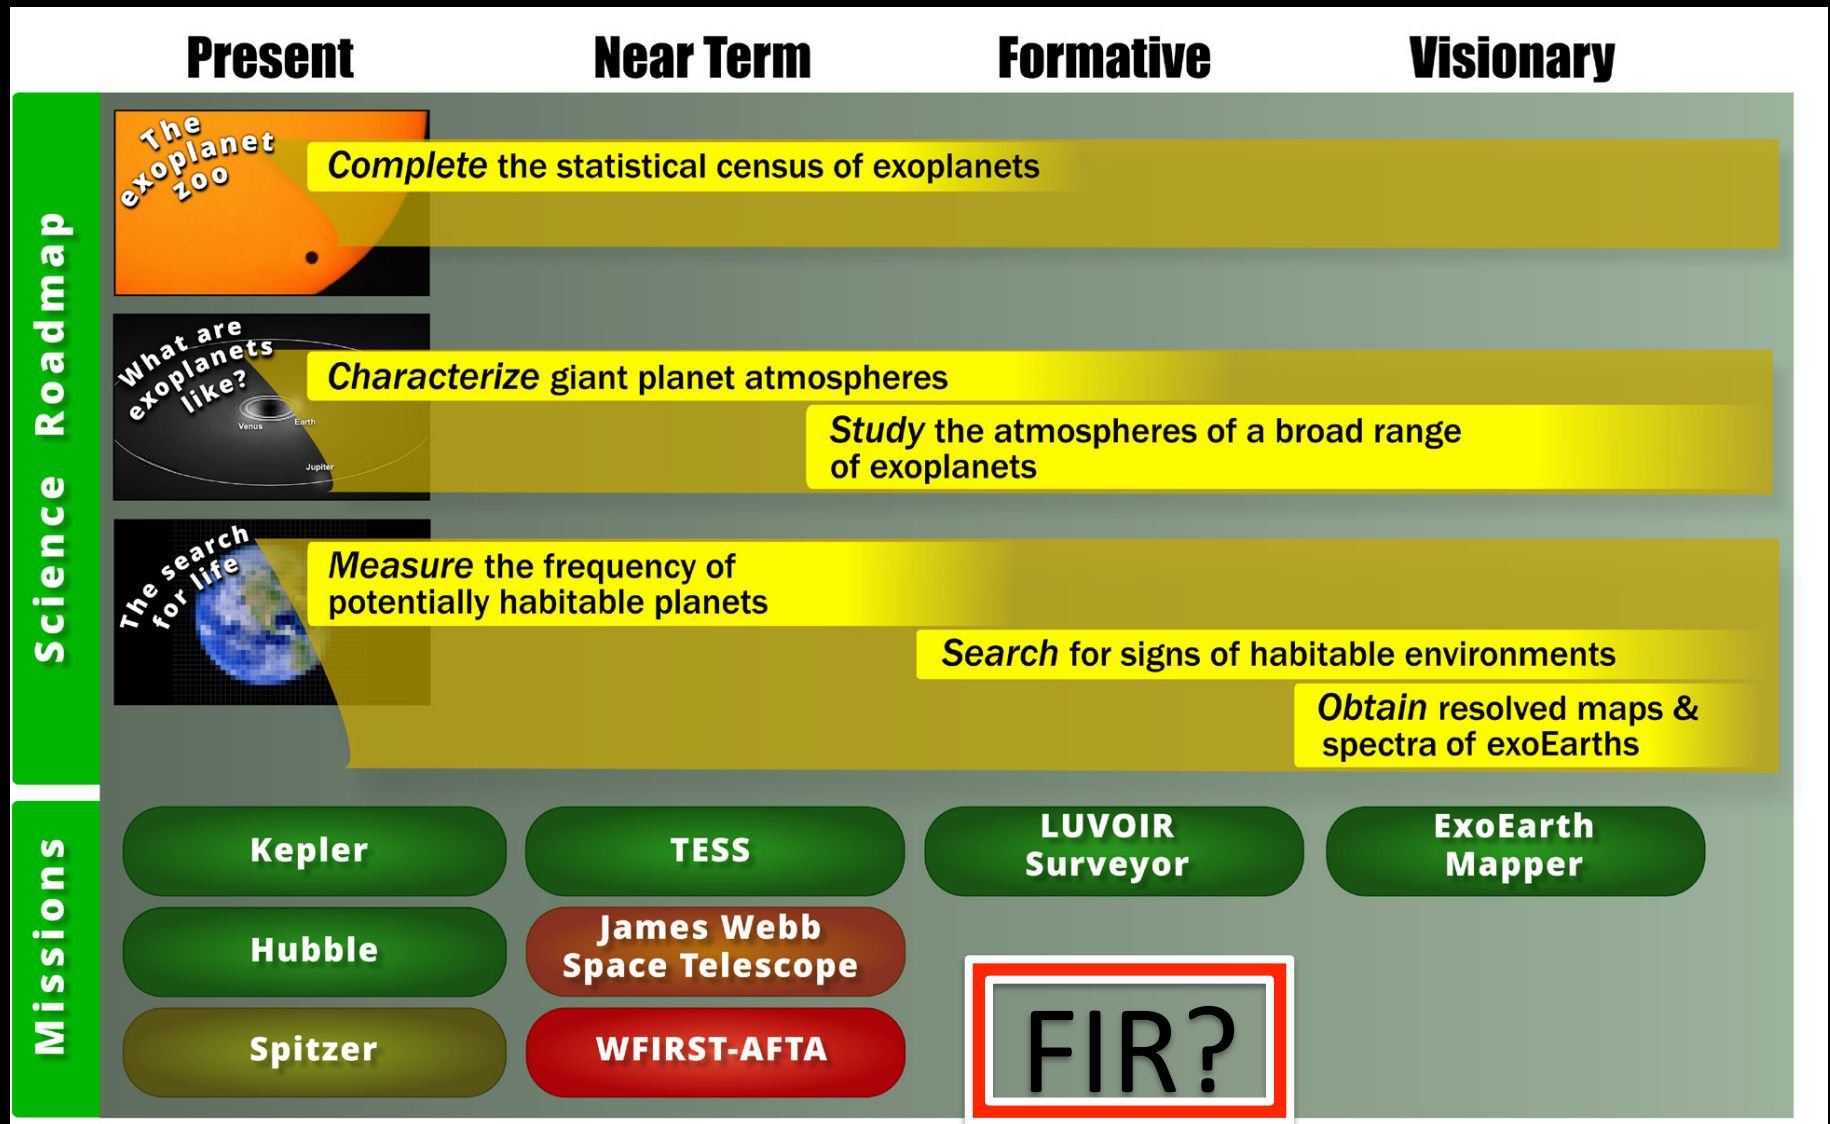 Present
Near Term
Formative
Visionary
Science Roadmap
The
exoplanet
zoo
Complete the statistical census of exoplanets
What are
exoplanets
like?
Venus
Earth
Jupiter
Characterize giant planet atmospheres
Study the atmospheres of a broad range
of exoplanets
The search
for life
Measure the frequency of
potentially habitable planets
Search for signs of habitable environments
Obtain resolved maps &
spectra of exoEarths
Missions
Kepler
TESS
LUVOIR
Surveyor
ExoEarth
Mapper
Hubble
James Webb
Space Telescope
Spitzer
WFIRST-AFTA
FIR?